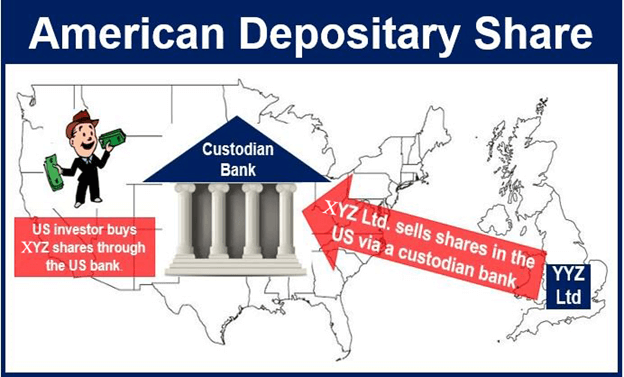 American Depositary Share
Custodian
Bank
US investor buys
XYZ shares through
the US bank
XYZ Ltd. sells shares in the
US via a custodian bank
YYZ
Ltd